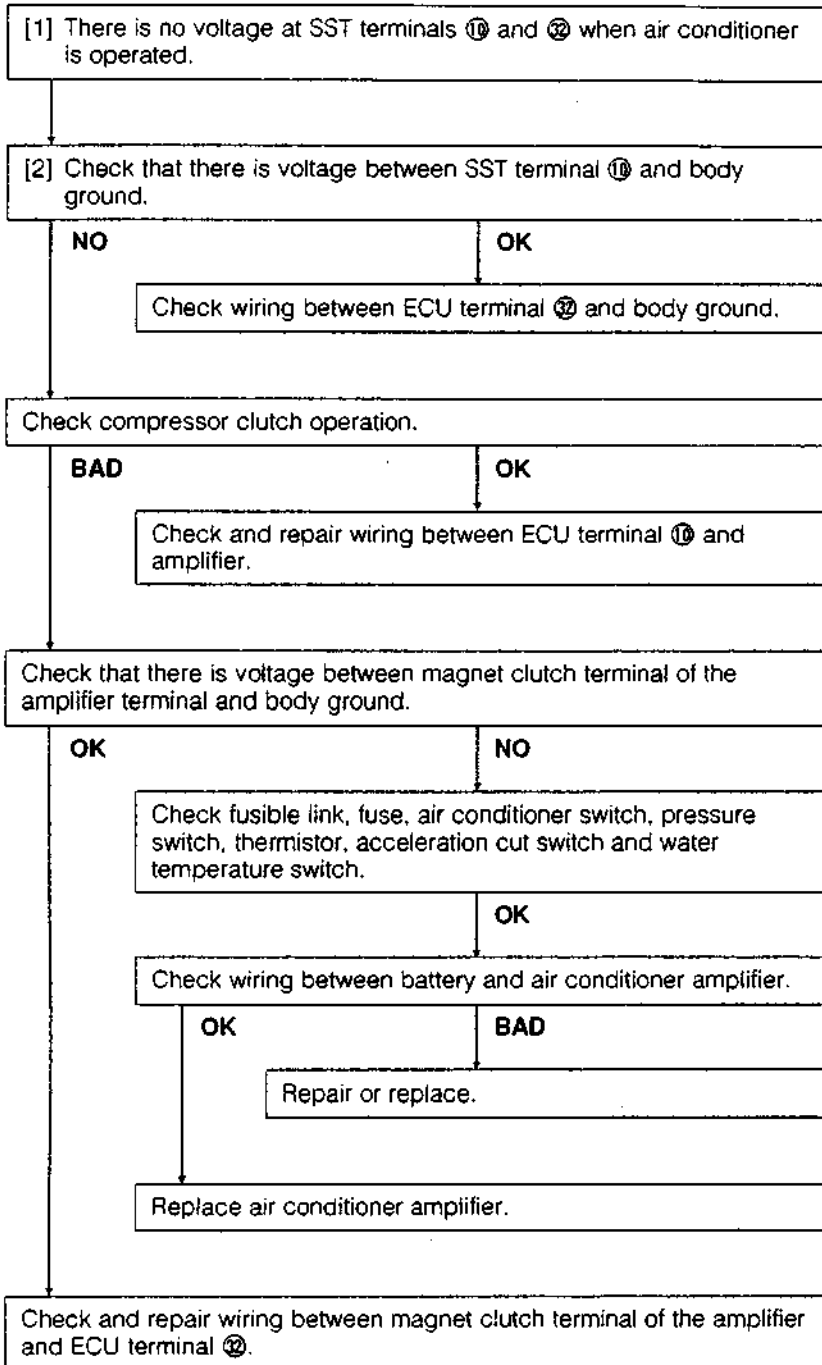 [1] There is no voltage at SST terminals ⑩ and ㉜ when air conditioner
is operated.
[2] Check that there is voltage between SST terminal ⑩ and body
ground.
NO OK
Check wiring between ECU terminal ㉜ and body ground.
Check compressor clutch operation.
BAD OK
Check and repair wiring between ECU terminal ⑩ and
amplifier.
Check that there is voltage between magnet clutch terminal of the
amplifier terminal and body ground.
OK NO
Check fusible link, fuse, air conditioner switch, pressure
switch, thermistor, acceleration cut switch and water
temperature switch.
OK
Check wiring between battery and air conditioner amplifier.
OK BAD
Repair or replace.
Replace air conditioner amplifier.
Check and repair wiring between magnet clutch terminal of the amplifier
and ECU terminal ㉜.